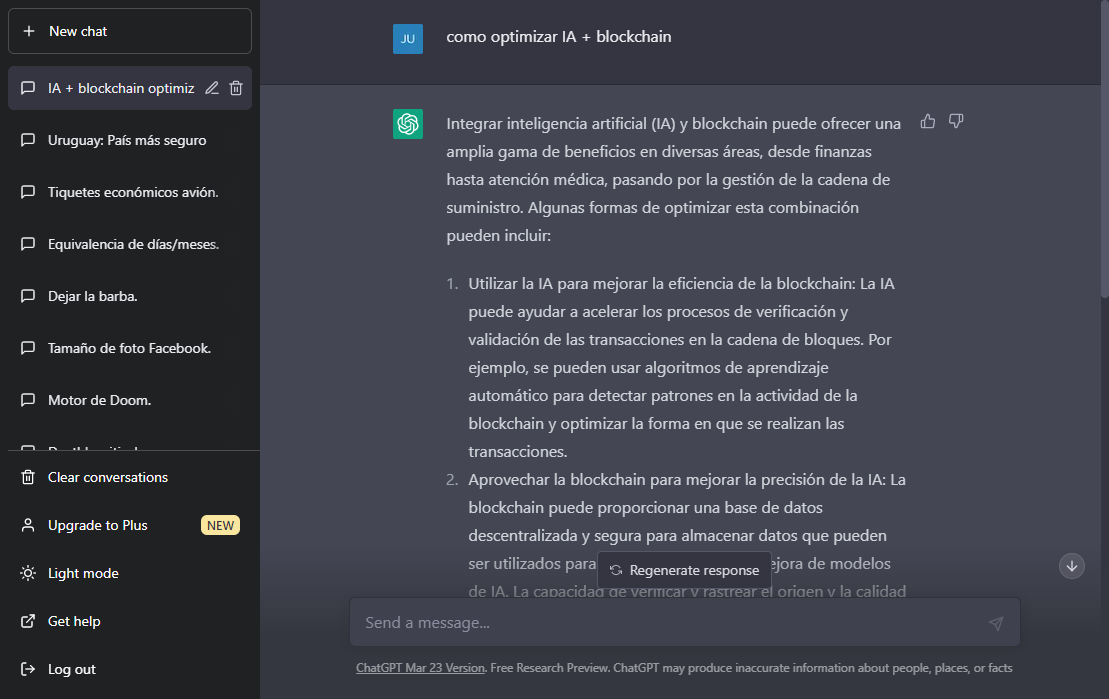 New chat
IA + blockchain optimiz
Uruguay: País más seguro
Tiquetes económicos avión.
Equivalencia de días/meses.
Dejar la barba.
Tamaño de foto Facebook.
Motor de Doom.
Clear conversations
Upgrade to Plus NEW
Light mode
Get help
Log out
JU
como optimizar IA + blockchain
Integrar inteligencia artificial (IA) y blockchain puede ofrecer una
amplia gama de beneficios en diversas áreas, desde finanzas
hasta atención médica, pasando por la gestión de la cadena de
suministro. Algunas formas de optimizar esta combinación
pueden incluir:
1. Utilizar la IA para mejorar la eficiencia de la blockchain: La IA
puede ayudar a acelerar los procesos de verificación y
validación de las transacciones en la cadena de bloques. Por
ejemplo, se pueden usar algoritmos de aprendizaje
automático para detectar patrones en la actividad de la
blockchain y optimizar la forma en que se realizan las
transacciones.
2. Aprovechar la blockchain para mejorar la precisión de la IA: La
blockchain puede proporcionar una base de datos
descentralizada y segura para almacenar datos que pueden
ser utilizados para ejora de modelos
de IA. La capacidad de verificar y rastrear el origen y la calidad
Regenerate response
Send a message...
ChatGPT Mar 23 Version. Free Research Preview. ChatGPT may produce inaccurate information about people, places, or facts